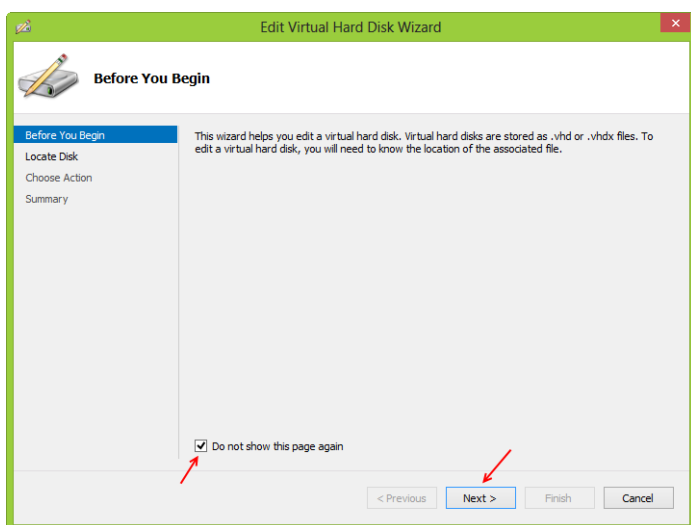 Edit Virtual Hard Disk Wizard
Before You Begin
Before You Begin
Locate Disk
Choose Action
Summary
This wizard helps you edit a virtual hard disk. Virtual hard disks are stored as .vhd or .vhdx files. To
edit a virtual hard disk, you will need to know the location of the associated file.
Do not show this page again
< Previous
Next >
Finish
Cancel